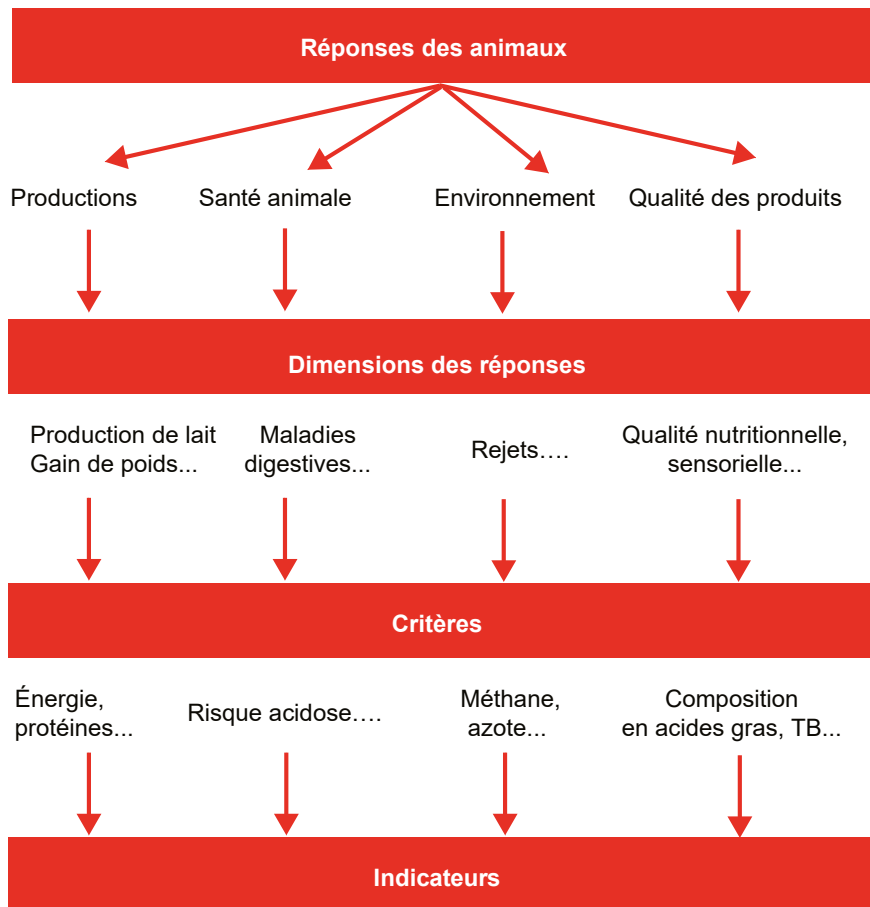 Réponses des animaux
Productions
Santé animale
Environnement
Qualité des produits
Dimensions des réponses
Production de lait
Gain de poids...
Maladies
digestives...
Rejets….
Qualité nutritionnelle,
sensorielle...
Critères
Énergie,
protéines...
Risque acidose….
Méthane,
azote...
Composition
en acides gras, TB...
Indicateurs